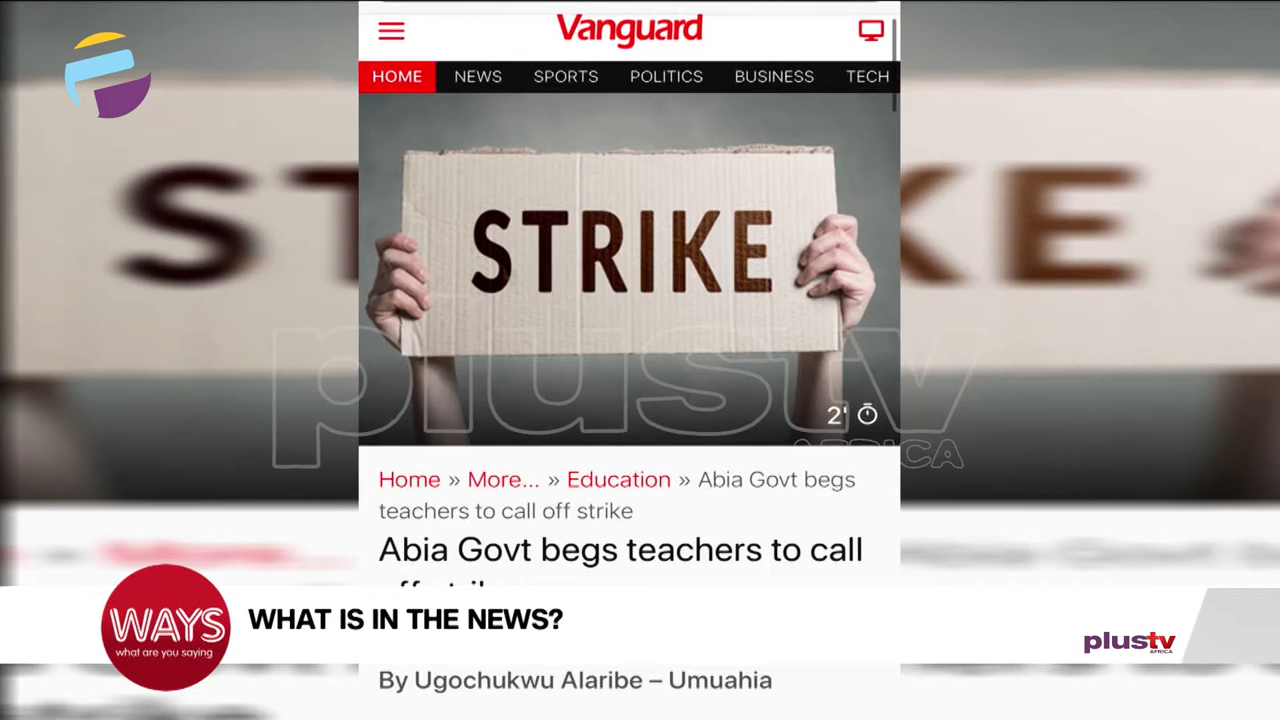 Vanguard
HOME NEWS SPORTS POLITICS BUSINESS TECH
STRIKE
plustv
AFRICA
2'
Home » More... » Education » Abia Govt begs
teachers to call off strike
Abia Govt begs teachers to call
WAYS
what are you saying
WHAT IS IN THE NEWS?
plustv
AFRICA
By Ugochukwu Alaribe – Umuahia